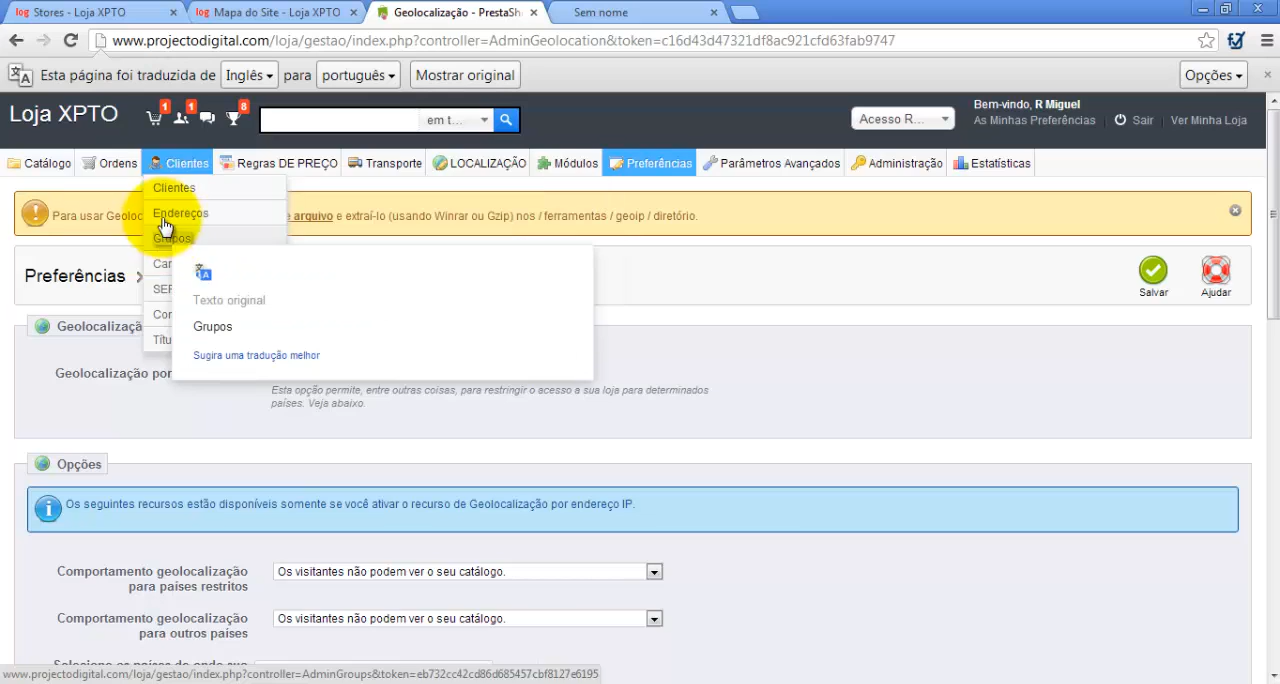 log Stores - Loja XPTO
log Mapa do Site - Loja XPTO
Geolocalização - PrestaSh
Sem nome
www.projectodigital.com/loja/gestao/index.php?controller=AdminGeolocation&token=c16d43d47321df8ac921cfd63fab9747
Esta página foi traduzida de Inglês para português Mostrar original Opções
Loja XPTO
1 1 8
em t...
Acesso R...
Bem-vindo, R Miguel
As Minhas Preferências Sair Ver Minha Loja
Catálogo Ordens Clientes Regras DE PREÇO Transporte LOCALIZAÇÃO Módulos Preferências Parâmetros Avançados Administração Estatísticas
Clientes
Endereços
Grupos
Para usar Geoloc e arquivo e extraí-lo (usando Winrar ou Gzip) nos / ferramentas / geoip / diretório.
Preferências >
Salvar
Ajudar
Texto original
Grupos
Sugira uma tradução melhor
Geolocalizaçã
Geolocalização por
Esta opção permite, entre outras coisas, para restringir o acesso a sua loja para determinados
países. Veja abaixo.
Opções
Os seguintes recursos estão disponíveis somente se você ativar o recurso de Geolocalização por endereço IP.
Comportamento geolocalização
para países restritos
Os visitantes não podem ver o seu catálogo.
Comportamento geolocalização
para outros países
Os visitantes não podem ver o seu catálogo.
www.projectodigital.com/loja/gestao/index.php?controller=AdminGroups&token=eb732cc42cd86d685457cbf8127e6195